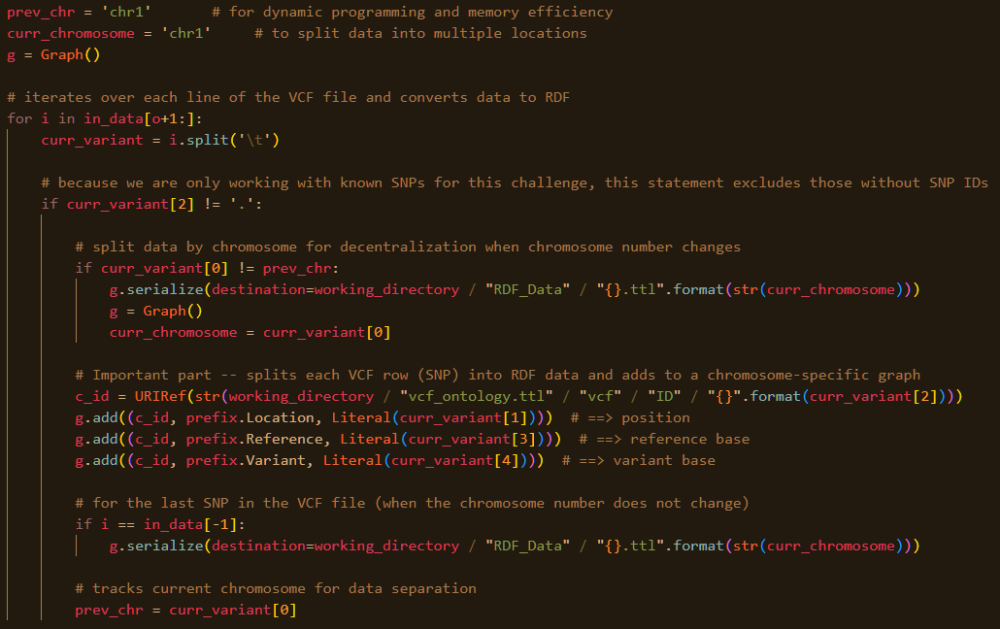 prev_chr = 'chr1'       # for dynamic programming and memory efficiency
curr_chromosome = 'chr1'     # to split data into multiple locations
g = Graph()

# iterates over each line of the VCF file and converts data to RDF
for i in in_data[o+1:]:
    curr_variant = i.split('\t')

    # because we are only working with known SNPs for this challenge, this statement excludes those without SNP IDs
    if curr_variant[2] != '.':

        # split data by chromosome for decentralization when chromosome number changes
        if curr_variant[0] != prev_chr:
            g.serialize(destination=working_directory / "RDF_Data" / "{}.ttl".format(str(curr_chromosome)))
            g = Graph()
            curr_chromosome = curr_variant[0]

        # Important part -- splits each VCF row (SNP) into RDF data and adds to a chromosome-specific graph
        c_id = URIRef(str(working_directory / "vcf_ontology.ttl" / "vcf" / "ID" / "{}".format(curr_variant[2])))
        g.add((c_id, prefix.Location, Literal(curr_variant[1])))  # ==> position
        g.add((c_id, prefix.Reference, Literal(curr_variant[3])))  # ==> reference base
        g.add((c_id, prefix.Variant, Literal(curr_variant[4])))  # ==> variant base

        # for the last SNP in the VCF file (when the chromosome number does not change)
        if i == in_data[-1]:
            g.serialize(destination=working_directory / "RDF_Data" / "{}.ttl".format(str(curr_chromosome)))

        # tracks current chromosome for data separation
        prev_chr = curr_variant[0]